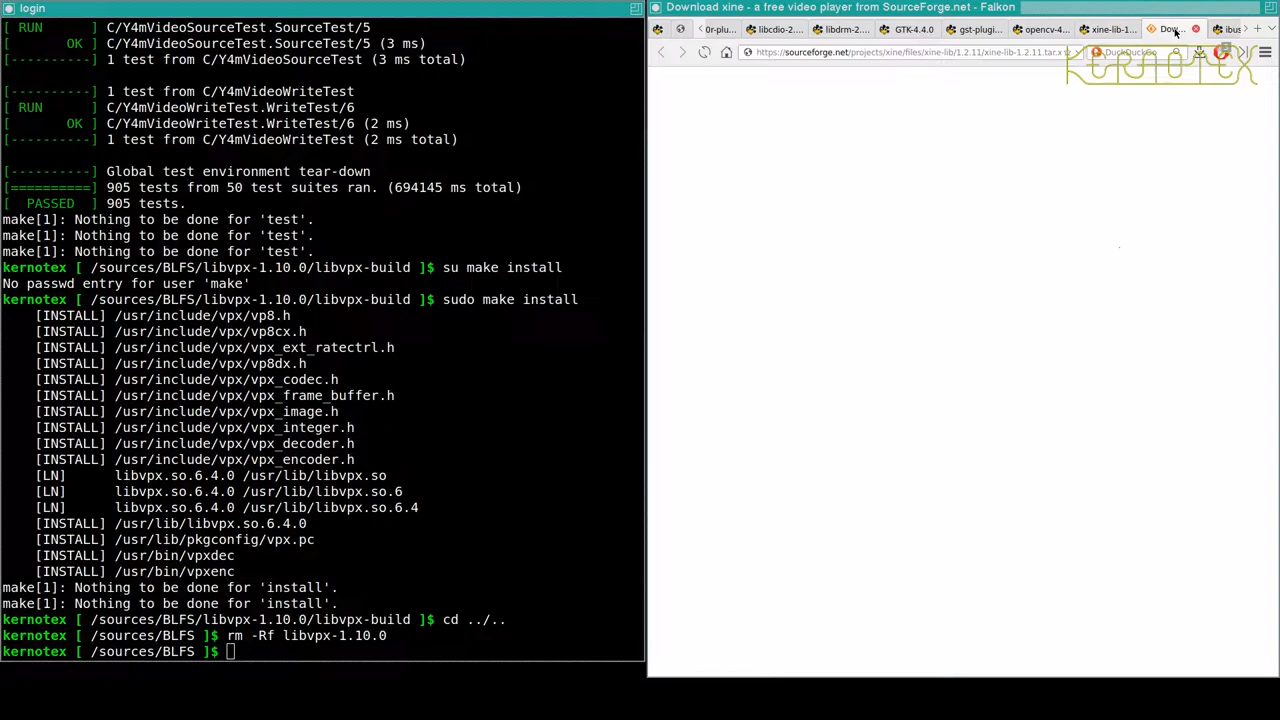 login
[ RUN      ] C/Y4mVideoSourceTest.SourceTest/5
[       OK ] C/Y4mVideoSourceTest.SourceTest/5 (3 ms)
[----------] 1 test from C/Y4mVideoSourceTest (3 ms total)
[----------] 1 test from C/Y4mVideoWriteTest
[ RUN      ] C/Y4mVideoWriteTest.WriteTest/6
[       OK ] C/Y4mVideoWriteTest.WriteTest/6 (2 ms)
[----------] 1 test from C/Y4mVideoWriteTest (2 ms total)
[----------] Global test environment tear-down
[==========] 905 tests from 50 test suites ran. (694145 ms total)
[  PASSED  ] 905 tests.
make[1]: Nothing to be done for 'test'.
make[1]: Nothing to be done for 'test'.
make[1]: Nothing to be done for 'test'.
kernotex [ /sources/BLFS/libvpx-1.10.0/libvpx-build ]$ su make install
No passwd entry for user 'make'
kernotex [ /sources/BLFS/libvpx-1.10.0/libvpx-build ]$ sudo make install
[INSTALL] /usr/include/vpx/vp8.h
[INSTALL] /usr/include/vpx/vp8cx.h
[INSTALL] /usr/include/vpx/vpx_ext_ratectrl.h
[INSTALL] /usr/include/vpx/vp8dx.h
[INSTALL] /usr/include/vpx/vpx_codec.h
[INSTALL] /usr/include/vpx/vpx_frame_buffer.h
[INSTALL] /usr/include/vpx/vpx_image.h
[INSTALL] /usr/include/vpx/vpx_integer.h
[INSTALL] /usr/include/vpx/vpx_decoder.h
[INSTALL] /usr/include/vpx/vpx_encoder.h
[LN]      libvpx.so.6.4.0 /usr/lib/libvpx.so
[LN]      libvpx.so.6.4.0 /usr/lib/libvpx.so.6
[LN]      libvpx.so.6.4.0 /usr/lib/libvpx.so.6.4
[INSTALL] /usr/lib/libvpx.so.6.4.0
[INSTALL] /usr/lib/pkgconfig/vpx.pc
[INSTALL] /usr/bin/vpxdec
[INSTALL] /usr/bin/vpxenc
make[1]: Nothing to be done for 'install'.
make[1]: Nothing to be done for 'install'.
kernotex [ /sources/BLFS/libvpx-1.10.0/libvpx-build ]$ cd ../..
kernotex [ /sources/BLFS ]$ rm -Rf libvpx-1.10.0
kernotex [ /sources/BLFS ]$
Download xine - a free video player from SourceForge.net - Falkon
0r-plu... libcdio-2.... libdrm-2.... GTK-4.4.0 gst-plugi... opencv-4... xine-lib-1... Dow... ibus
https://sourceforge.net/projects/xine/files/xine-lib/1.2.11/xine-lib-1.2.11.tar.x DuckDuckGo
KERNOTEX